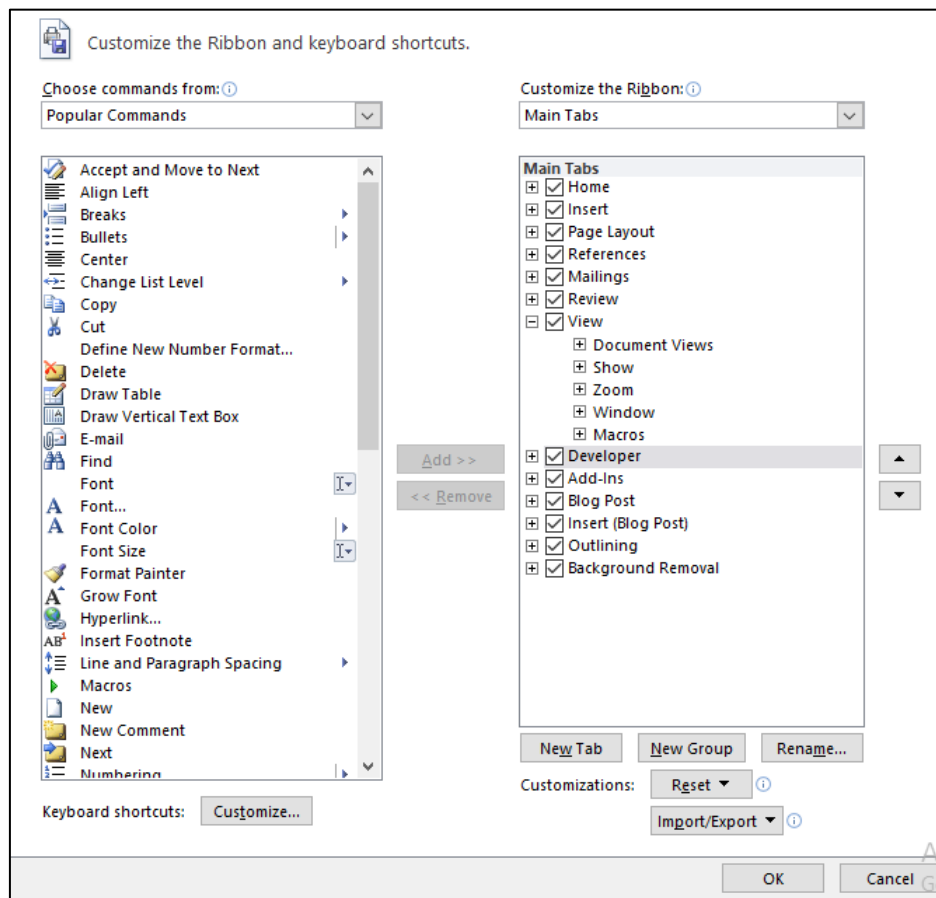 Customize the Ribbon and keyboard shortcuts.
Choose commands from:
Popular Commands
Accept and Move to Next
Align Left
Breaks
Bullets
Center
Change List Level
Copy
Cut
Define New Number Format...
Delete
Draw Table
Draw Vertical Text Box
E-mail
Find
Font
Font...
Font Color
Font Size
Format Painter
Grow Font
Hyperlink...
Insert Footnote
Line and Paragraph Spacing
Macros
New
New Comment
Next
Numbering
Keyboard shortcuts: Customize...
Add >>
<< Remove
Customize the Ribbon:
Main Tabs
Main Tabs
Home
Insert
Page Layout
References
Mailings
Review
View
Document Views
Show
Zoom
Window
Macros
Developer
Add-Ins
Blog Post
Insert (Blog Post)
Outlining
Background Removal
New Tab New Group Rename...
Customizations: Reset
Import/Export
OK Cancel